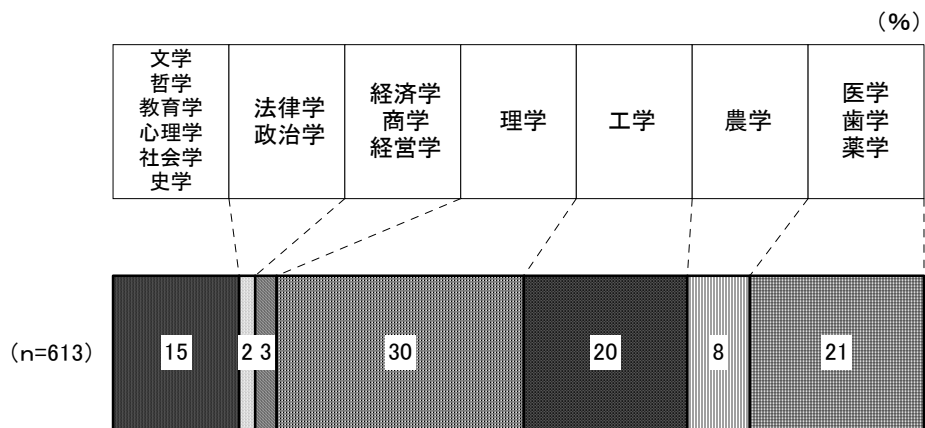 （%）
文学
哲学
教育学
心理学
社会学
史学
法律学
政治学
経済学
商学
経営学
理学
工学
農学
医学
歯学
薬学
（n=613）
15
2
3
30
20
8
21